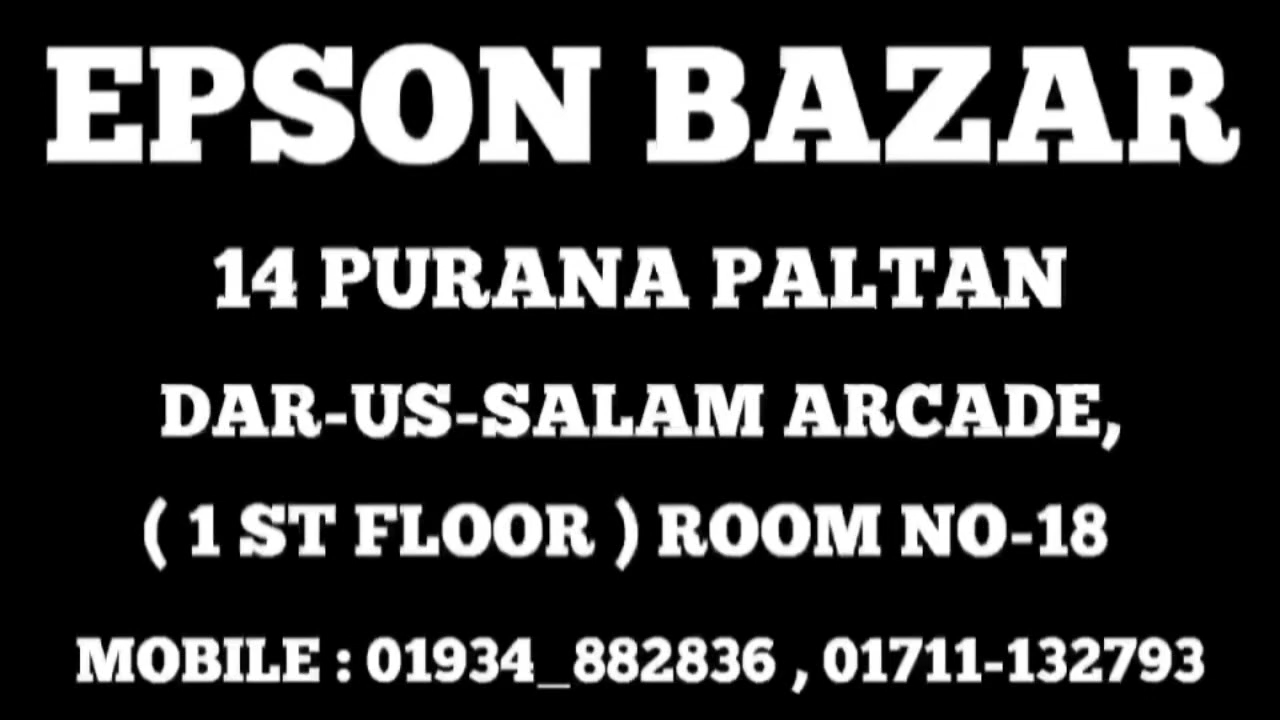 EPSON BAZAR
14 PURANA PALTAN
DAR-US-SALAM ARCADE,
( 1 ST FLOOR ) ROOM NO-18
MOBILE : 01934_882836 , 01711-132793